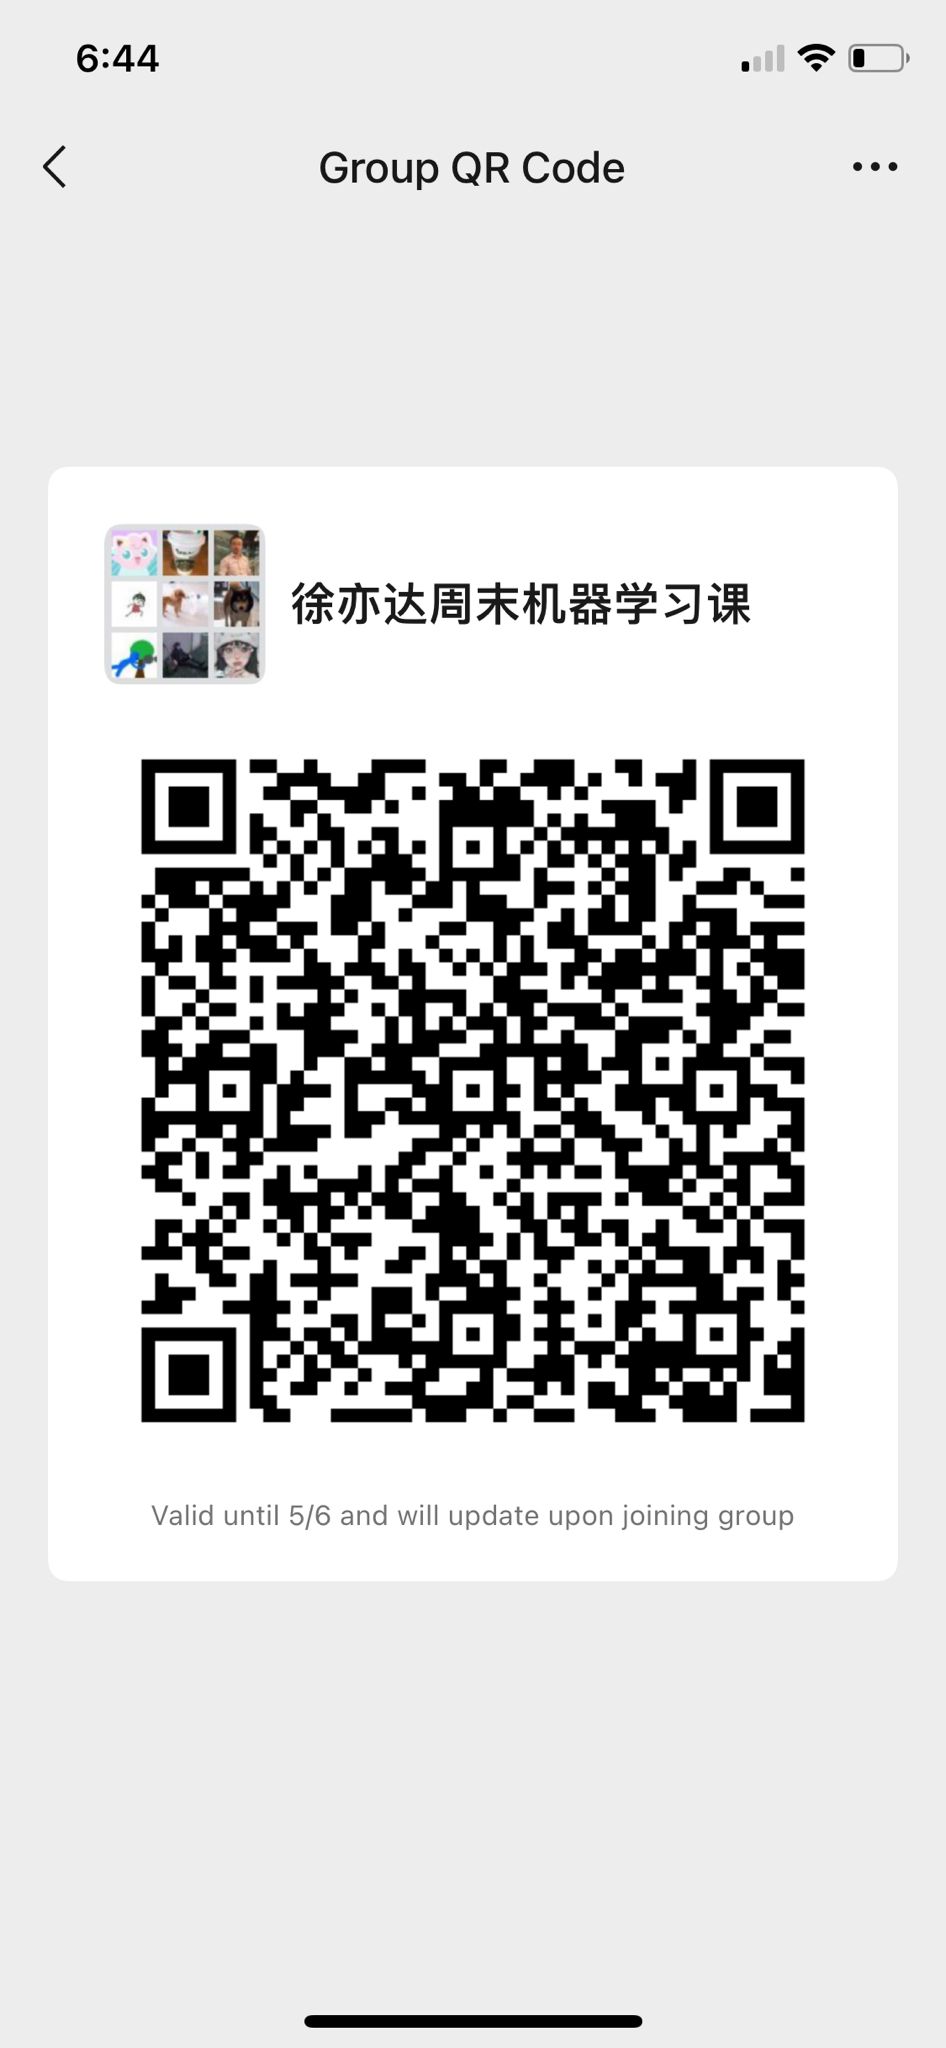 6:44
Group QR Code
徐亦达周末机器学习课
Valid until 5/6 and will update upon joining group